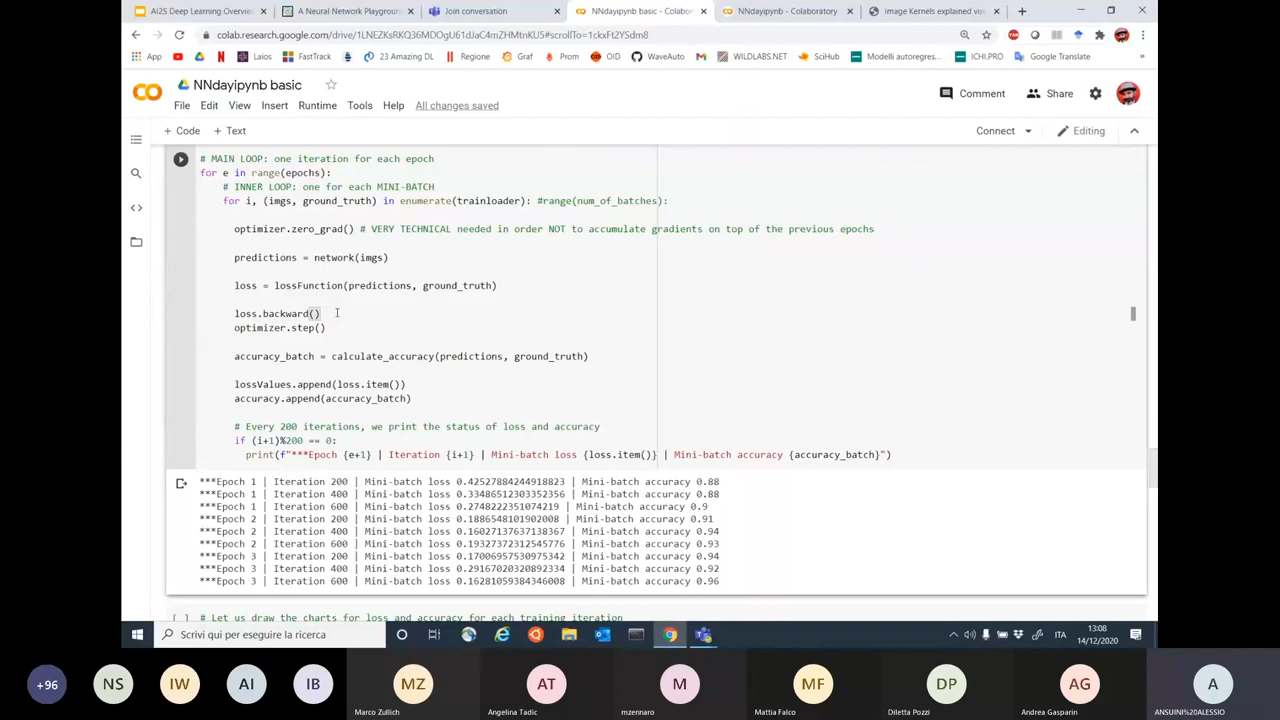 AI2S Deep Learning Overview
A Neural Network Playground
Join conversation
NNdayipynb basic - Colabor
NNdayipynb - Colaboratory
Image Kernels explained vis
colab.research.google.com/drive/1LNEZKsRKQ36MDOgU61dJaC4mZHMtnKU5#scrollTo=1ckxFt2YSdm8
App
Laios
FastTrack
23 Amazing DL
Regione
Graf
Prom
OID
WaveAuto
WILDLABS.NET
SciHub
Modelli autoregres...
ICHI.PRO
Google Translate
CO
NNdayipynb basic
File Edit View Insert Runtime Tools Help All changes saved
Comment
Share
+ Code + Text
Connect
Editing
# MAIN LOOP: one iteration for each epoch
for e in range(epochs):
# INNER LOOP: one for each MINI-BATCH
for i, (imgs, ground_truth) in enumerate(trainloader): #range(num_of_batches):
optimizer.zero_grad() # VERY TECHNICAL needed in order NOT to accumulate gradients on top of the previous epochs
predictions = network(imgs)
loss = lossFunction(predictions, ground_truth)
loss.backward()
optimizer.step()
accuracy_batch = calculate_accuracy(predictions, ground_truth)
lossValues.append(loss.item())
accuracy.append(accuracy_batch)
# Every 200 iterations, we print the status of loss and accuracy
if (i+1)%200 == 0:
print(f"***Epoch {e+1} | Iteration {i+1} | Mini-batch loss {loss.item()} | Mini-batch accuracy {accuracy_batch}")
***Epoch 1 | Iteration 200 | Mini-batch loss 0.42527884244918823 | Mini-batch accuracy 0.88
***Epoch 1 | Iteration 400 | Mini-batch loss 0.33486512303352356 | Mini-batch accuracy 0.88
***Epoch 1 | Iteration 600 | Mini-batch loss 0.2748222351074219 | Mini-batch accuracy 0.9
***Epoch 2 | Iteration 200 | Mini-batch loss 0.1886548101902008 | Mini-batch accuracy 0.91
***Epoch 2 | Iteration 400 | Mini-batch loss 0.16027137637138367 | Mini-batch accuracy 0.94
***Epoch 2 | Iteration 600 | Mini-batch loss 0.19327372312545776 | Mini-batch accuracy 0.93
***Epoch 3 | Iteration 200 | Mini-batch loss 0.17006957530975342 | Mini-batch accuracy 0.94
***Epoch 3 | Iteration 400 | Mini-batch loss 0.29167020320892334 | Mini-batch accuracy 0.92
***Epoch 3 | Iteration 600 | Mini-batch loss 0.16281059384346008 | Mini-batch accuracy 0.96
[ ] # Let us draw the charts for loss and accuracy for each training iteration
Scrivi qui per eseguire la ricerca
ITA
13:08
14/12/2020
+96
NS
IW
AI
IB
MZ
Marco Zullich
AT
Angelina Tadic
M
mzennaro
MF
Mattia Falco
DP
Diletta Pozzi
AG
Andrea Gasparin
A
ANSUINI%20ALESSIO